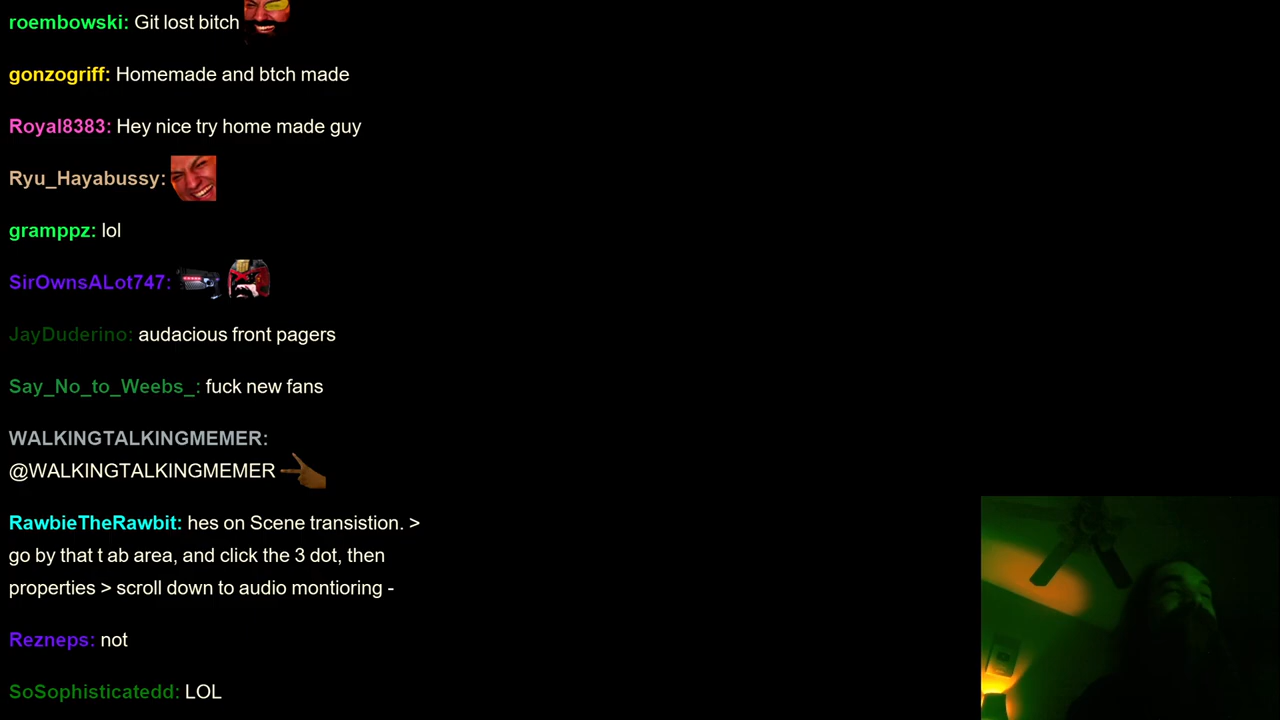 roembowski: Git lost bitch
gonzogriff: Homemade and btch made
Royal8383: Hey nice try home made guy
Ryu_Hayabussy:
gramppz: lol
SirOwnsALot747:
JayDuderino: audacious front pagers
Say_No_to_Weebs_: fuck new fans
WALKINGTALKINGMEMER:
@WALKINGTALKINGMEMER
RawbieTheRawbit: hes on Scene transistion. >
go by that t ab area, and click the 3 dot, then
properties > scroll down to audio montioring -
Rezneps: not
SoSophisticatedd: LOL